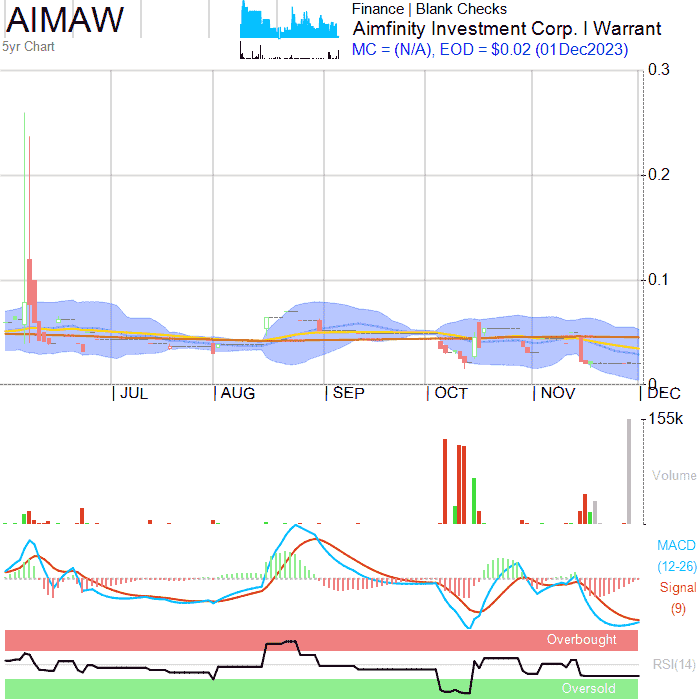 AIMAW
5yr Chart
Finance | Blank Checks
Aimfinity Investment Corp. I Warrant
MC = (N/A), EOD = $0.02 (01Dec2023)
0.3
0.2
0.1
0
| JUL | AUG | SEP | OCT | NOV | DEC
155k
Volume
MACD
(12-26)
Signal
(9)
Overbought
RSI(14)
Oversold